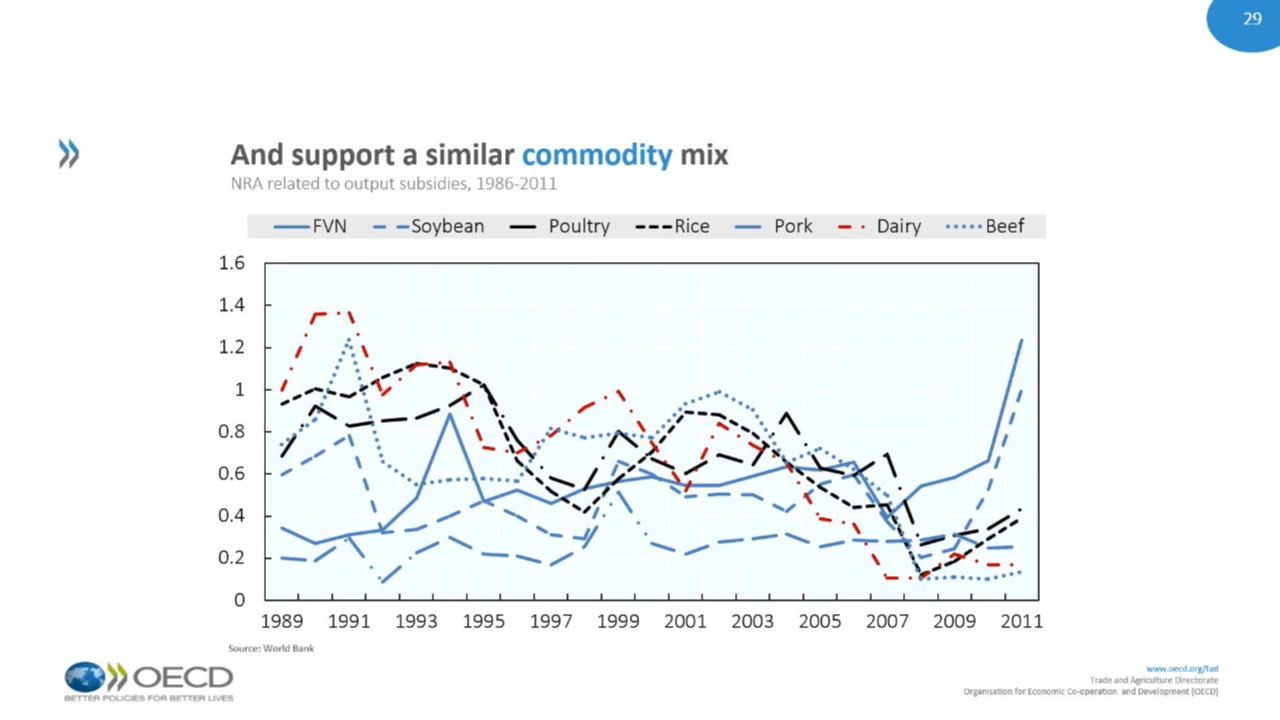 29
And support a similar commodity mix
NRA related to output subsidies, 1986-2011
FVN Soybean Poultry Rice Pork Dairy Beef
1.6
1.4
1.2
1
0.8
0.6
0.4
0.2
0
1989 1991 1993 1995 1997 1999 2001 2003 2005 2007 2009 2011
Source: World Bank
OECD
BETTER POLICIES FOR BETTER LIVES
www.oecd.org/tad
Trade and Agriculture Directorate
Organisation for Economic Co-operation and Development (OECD)